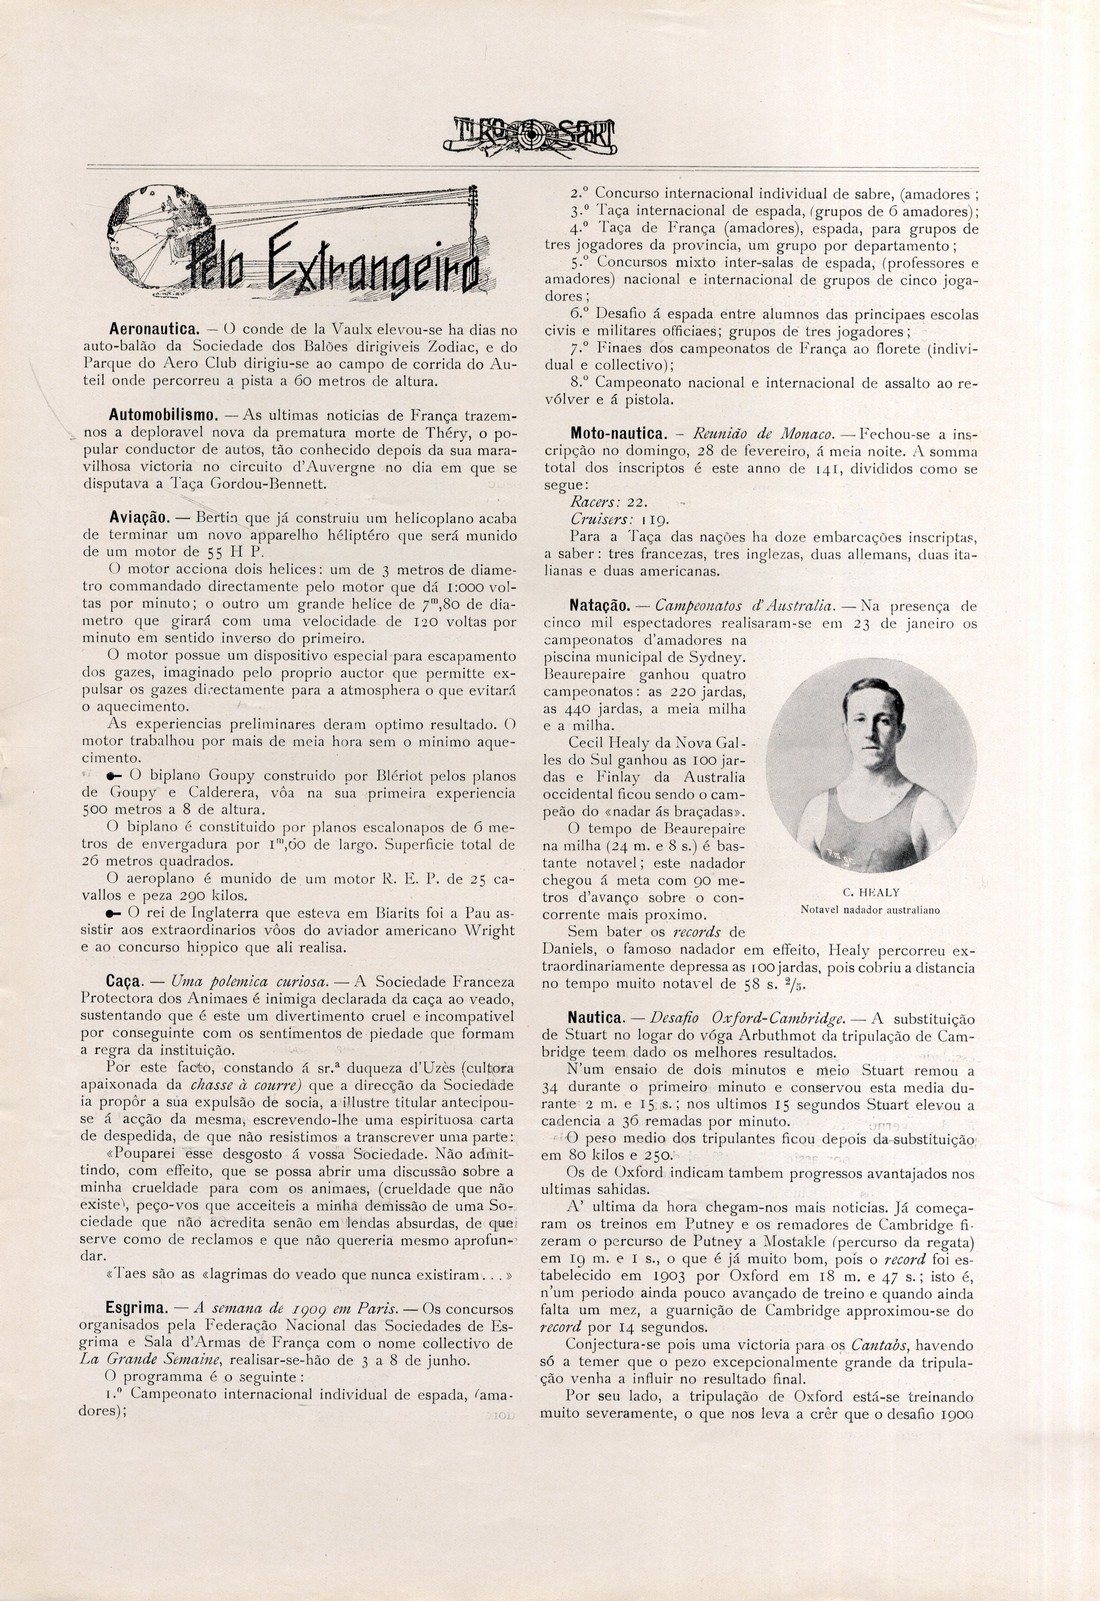 TIRO E SPORT
Pelo Extrangeiro
Aeronautica. — O conde de la Vaulx elevou-se ha dias no
auto-balão da Sociedade dos Balões dirigiveis Zodiac, e do
Parque do Aero Club dirigiu-se ao campo de corrida do Au-
teil onde percorreu a pista a 60 metros de altura.
Automobilismo. — As ultimas noticias de França trazem-
nos a deploravel nova da prematura morte de Théry, o po-
pular conductor de autos, tão conhecido depois da sua mara-
vilhosa victoria no circuito d'Auvergne no dia em que se
disputava a Taça Gordou-Bennett.
Aviação. — Bertin que já construiu um helicoplano acaba
de terminar um novo apparelho héliptéro que será munido
de um motor de 55 H P.
O motor acciona dois helices: um de 3 metros de diame-
tro commandado directamente pelo motor que dá 1:000 vol-
tas por minuto; o outro um grande helice de 7m,80 de dia-
metro que girará com uma velocidade de 120 voltas por
minuto em sentido inverso do primeiro.
O motor possue um dispositivo especial para escapamento
dos gazes, imaginado pelo proprio auctor que permitte ex-
pulsar os gazes directamente para a atmosphera o que evitará
o aquecimento.
As experiencias preliminares deram optimo resultado. O
motor trabalhou por mais de meia hora sem o minimo aque-
cimento.
O biplano Goupy construido por Blériot pelos planos
de Goupy e Calderera, vôa na sua primeira experiencia
500 metros a 8 de altura.
O biplano é constituido por planos escalonapos de 6 me-
tros de envergadura por 1m,60 de largo. Superficie total de
26 metros quadrados.
O aeroplano é munido de um motor R. E. P. de 25 ca-
vallos e peza 290 kilos.
O rei de Inglaterra que esteva em Biarits foi a Pau as-
sistir aos extraordinarios vôos do aviador americano Wright
e ao concurso hippico que ali realisa.
Caça. — Uma polemica curiosa. — A Sociedade Franceza
Protectora dos Animaes é inimiga declarada da caça ao veado,
sustentando que é este um divertimento cruel e incompativel
por conseguinte com os sentimentos de piedade que formam
a regra da instituição.
Por este facto, constando á sr.ª duqueza d'Uzès (cultora
apaixonada da chasse à courre) que a direcção da Sociedade
ia propôr a sua expulsão de socia, a illustre titular antecipou-
se á acção da mesma, escrevendo-lhe uma espirituosa carta
de despedida, de que não resistimos a transcrever uma parte:
«Pouparei esse desgosto á vossa Sociedade. Não admit-
tindo, com effeito, que se possa abrir uma discussão sobre a
minha crueldade para com os animaes, (crueldade que não
existe), peço-vos que acceiteis a minha demissão de uma So-
ciedade que não acredita senão em lendas absurdas, de que
serve como de reclamos e que não quereria mesmo aprofun-
dar.
«Taes são as «lagrimas do veado que nunca existiram. . . »
Esgrima. — A semana de 1909 em Paris. — Os concursos
organisados pela Federação Nacional das Sociedades de Es-
grima e Sala d'Armas de França com o nome collectivo de
La Grande Semaine, realisar-se-hão de 3 a 8 de junho.
O programma é o seguinte :
1.º Campeonato internacional individual de espada, (ama-
dores);
2.º Concurso internacional individual de sabre, (amadores ;
3.º Taça internacional de espada, (grupos de 6 amadores);
4.º Taça de França (amadores), espada, para grupos de
tres jogadores da provincia, um grupo por departamento ;
5.º Concursos mixto inter-salas de espada, (professores e
amadores) nacional e internacional de grupos de cinco joga-
dores ;
6.º Desafio á espada entre alumnos das principaes escolas
civis e militares officiaes; grupos de tres jogadores ;
7.º Finaes dos campeonatos de França ao florete (indivi-
dual e collectivo);
8.º Campeonato nacional e internacional de assalto ao re-
vólver e á pistola.
Moto-nautica. – Reunião de Monaco. — Fechou-se a ins-
cripção no domingo, 28 de fevereiro, á meia noite. A somma
total dos inscriptos é este anno de 141, divididos como se
segue:
Racers: 22.
Cruisers: 119.
Para a Taça das nações ha doze embarcações inscriptas,
a saber: tres francezas, tres inglezas, duas allemans, duas ita-
lianas e duas americanas.
Natação. — Campeonatos d'Australia. — Na presença de
cinco mil espectadores realisaram-se em 23 de janeiro os
campeonatos d'amadores na
piscina municipal de Sydney.
Beaurepaire ganhou quatro
campeonatos: as 220 jardas,
as 440 jardas, a meia milha
e a milha.
Cecil Healy da Nova Gal-
les do Sul ganhou as 100 jar-
das e Finlay da Australia
occidental ficou sendo o cam-
peão do «nadar ás braçadas».
O tempo de Beaurepaire
na milha (24 m. e 8 s.) é bas-
tante notavel; este nadador
chegou á meta com 90 me-
tros d'avanço sobre o con-
corrente mais proximo.
Sem bater os records de
Daniels, o famoso nadador em effeito, Healy percorreu ex-
traordinariamente depressa as 100 jardas, pois cobriu a distancia
no tempo muito notavel de 58 s. 2/5.
C. HEALY
Notavel nadador australiano
Nautica. — Desafio Oxford-Cambridge. — A substituição
de Stuart no logar do vóga Arbuthmot da tripulação de Cam-
bridge teem dado os melhores resultados.
N'um ensaio de dois minutos e meio Stuart remou a
34 durante o primeiro minuto e conservou esta media du-
rante 2 m. e 15 s.; nos ultimos 15 segundos Stuart elevou a
cadencia a 36 remadas por minuto.
O peso medio dos tripulantes ficou depois da substituição
em 80 kilos e 250.
Os de Oxford indicam tambem progressos avantajados nos
ultimas sahidas.
A' ultima da hora chegam-nos mais noticias. Já começa-
ram os treinos em Putney e os remadores de Cambridge fi-
zeram o percurso de Putney a Mostakle (percurso da regata)
em 19 m. e 1 s., o que é já muito bom, pois o record foi es-
tabelecido em 1903 por Oxford em 18 m. e 47 s.; isto é,
n'um periodo ainda pouco avançado de treino e quando ainda
falta um mez, a guarnição de Cambridge approximou-se do
record por 14 segundos.
Conjectura-se pois uma victoria para os Cantabs, havendo
só a temer que o pezo excepcionalmente grande da tripula-
ção venha a influir no resultado final.
Por seu lado, a tripulação de Oxford está-se treinando
muito severamente, o que nos leva a crêr que o desafio 1909